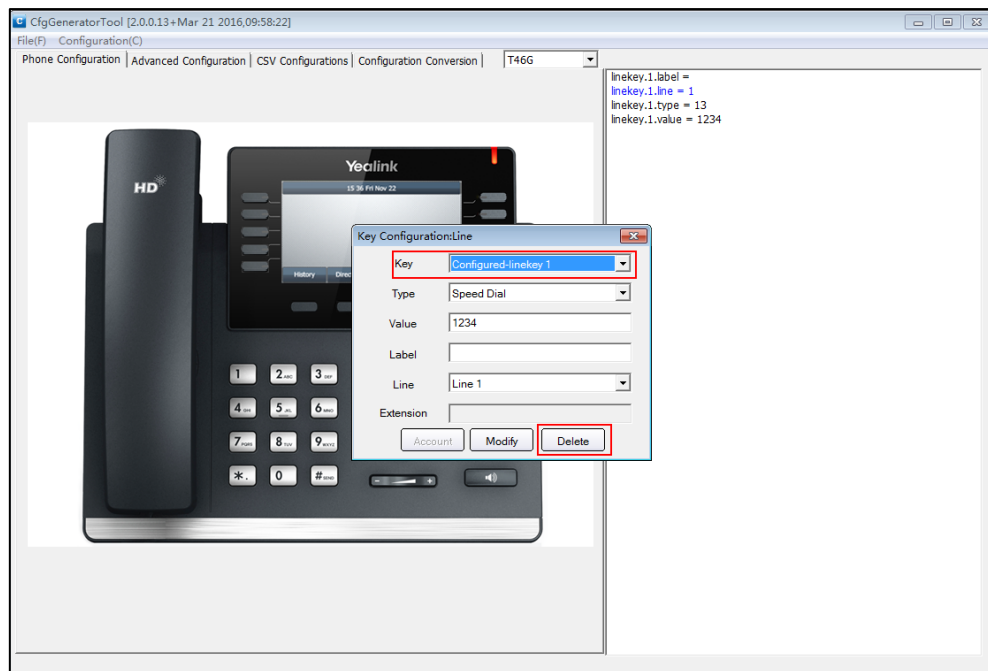 CfgGeneratorTool [2.0.0.13+Mar 21 2016,09:58:22]
File(F) Configuration(C)
Phone Configuration Advanced Configuration CSV Configurations Configuration Conversion T46G
linekey.1.label =
linekey.1.line = 1
linekey.1.type = 13
linekey.1.value = 1234
HD
Yealink
15 36 Fri Nov 22
History Direc
Key Configuration:Line
Key Configured-linekey 1
Type Speed Dial
Value 1234
Label
Line Line 1
Extension
Account Modify Delete
1 2 ABC 3 DEF
4 GHI 5 JKL 6 MNO
7 PQRS 8 TUV 9 WXYZ
*. 0 # SEND
- +